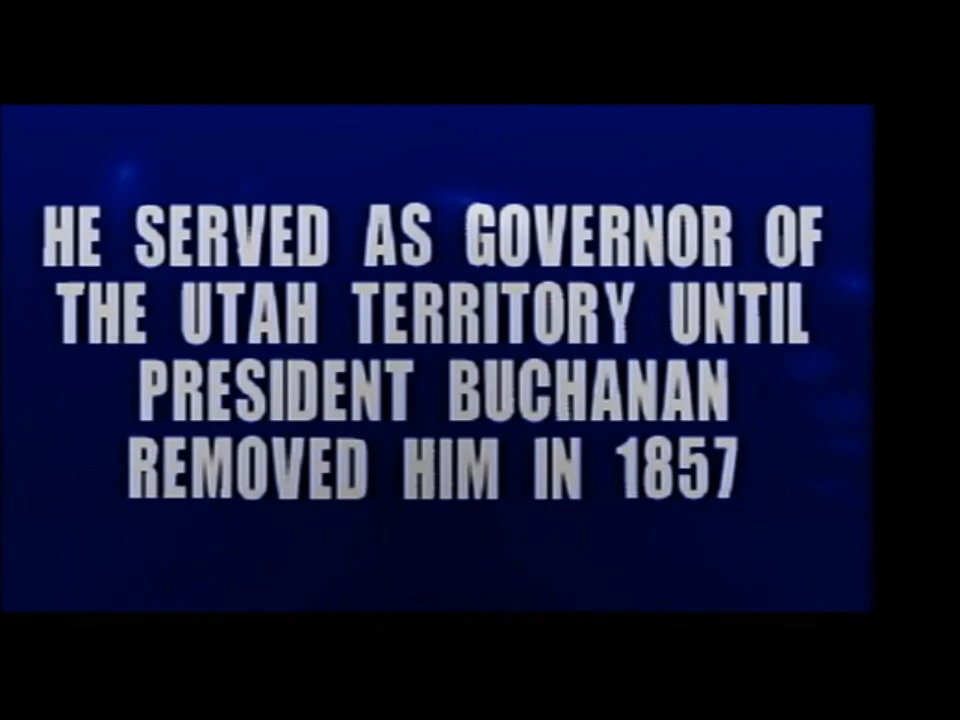 HE SERVED AS GOVERNOR OF
THE UTAH TERRITORY UNTIL
PRESIDENT BUCHANAN
REMOVED HIM IN 1857